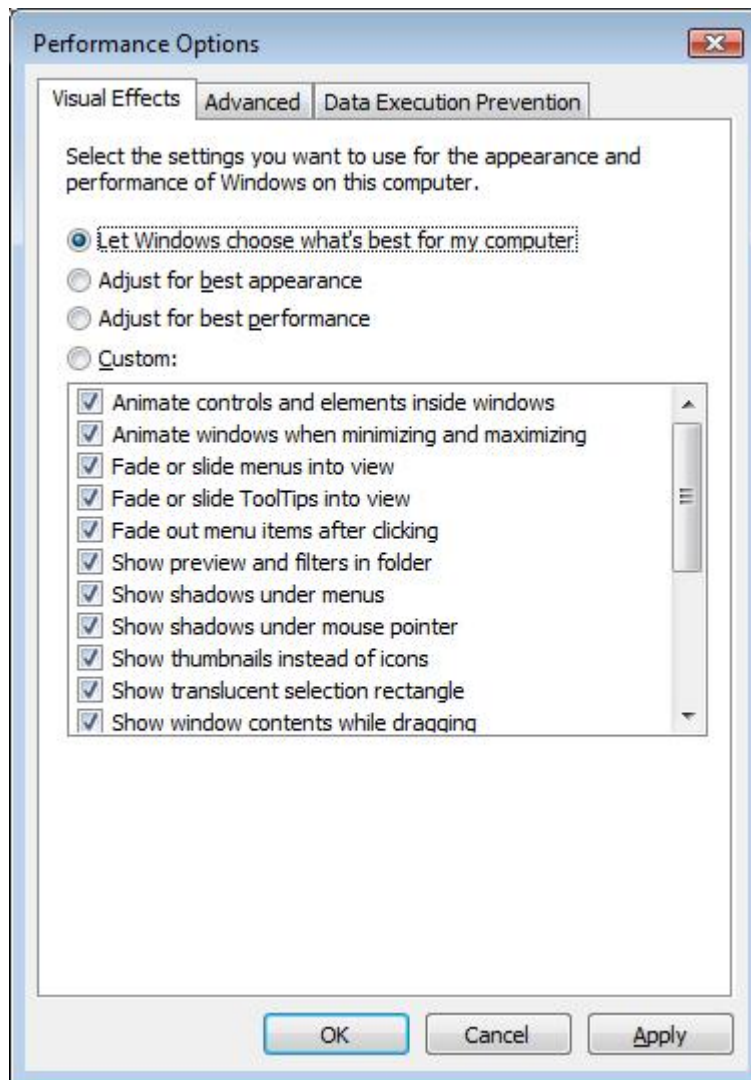 Performance Options
Visual Effects
Advanced
Data Execution Prevention
Select the settings you want to use for the appearance and
performance of Windows on this computer.
Let Windows choose what's best for my computer
Adjust for best appearance
Adjust for best performance
Custom:
Animate controls and elements inside windows
Animate windows when minimizing and maximizing
Fade or slide menus into view
Fade or slide ToolTips into view
Fade out menu items after clicking
Show preview and filters in folder
Show shadows under menus
Show shadows under mouse pointer
Show thumbnails instead of icons
Show translucent selection rectangle
Show window contents while dragging
OK
Cancel
Apply